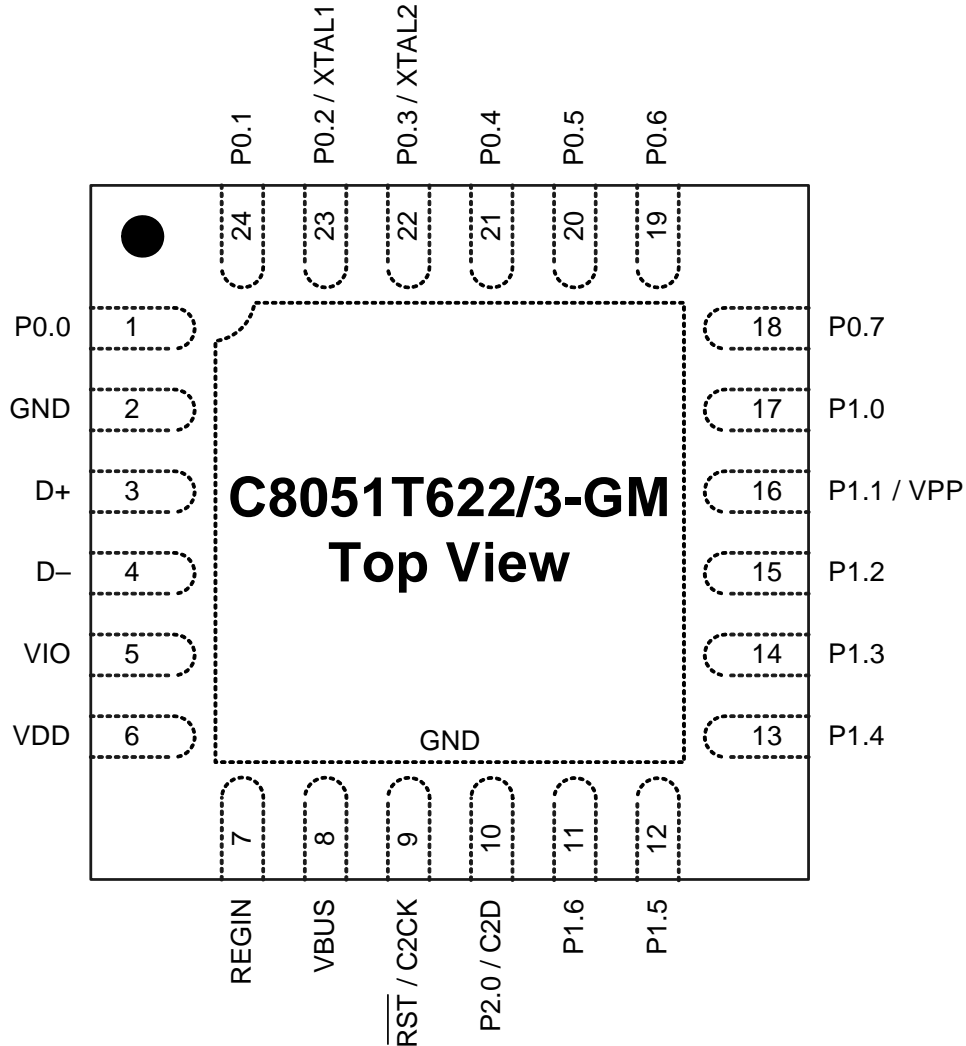 P0.1
P0.2 / XTAL1
P0.3 / XTAL2
P0.4
P0.5
P0.6
24
23
22
21
20
19
P0.0
1
18
P0.7
GND
2
17
P1.0
D+
3
16
P1.1 / VPP
D–
4
15
P1.2
VIO
5
14
P1.3
VDD
6
13
P1.4
C8051T622/3-GM
Top View
GND
7
8
9
10
11
12
REGIN
VBUS
R̅S̅T̅ / C2CK
P2.0 / C2D
P1.6
P1.5